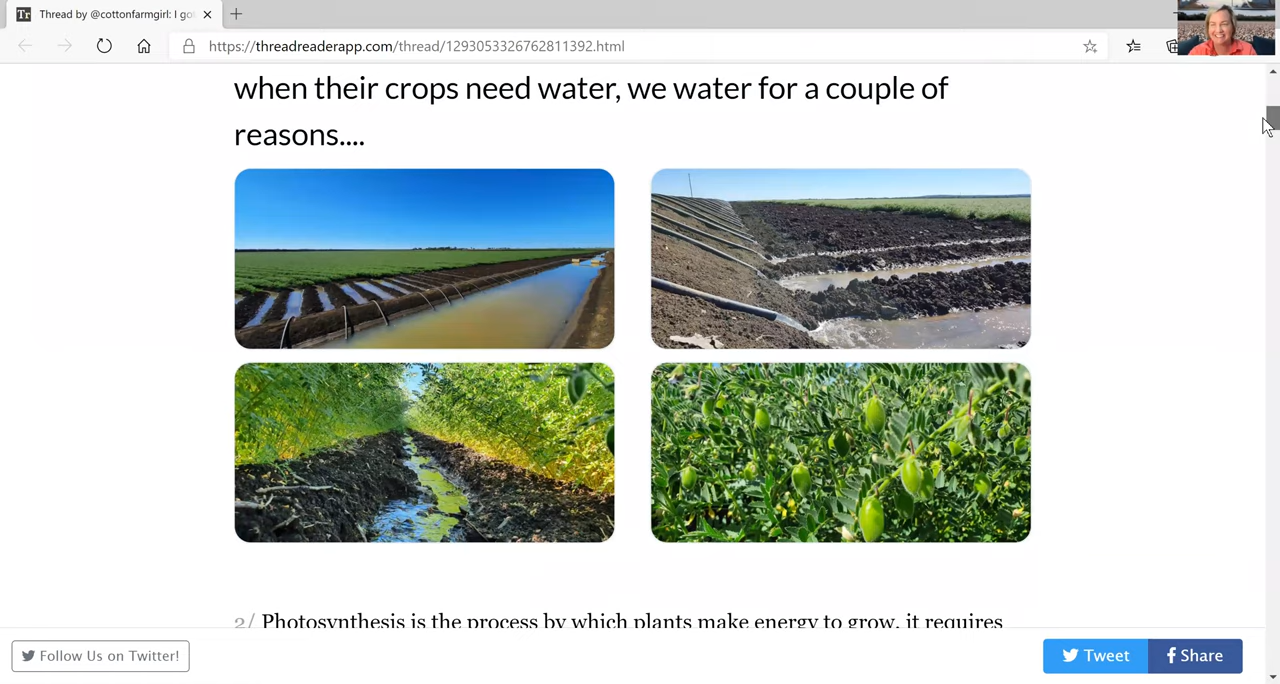 Tr Thread by @cottonfarmgirl: I go
https://threadreaderapp.com/thread/1293053326762811392.html
when their crops need water, we water for a couple of
reasons....
2/ Photosynthesis is the process by which plants make energy to grow, it requires
Follow Us on Twitter!
Tweet
Share